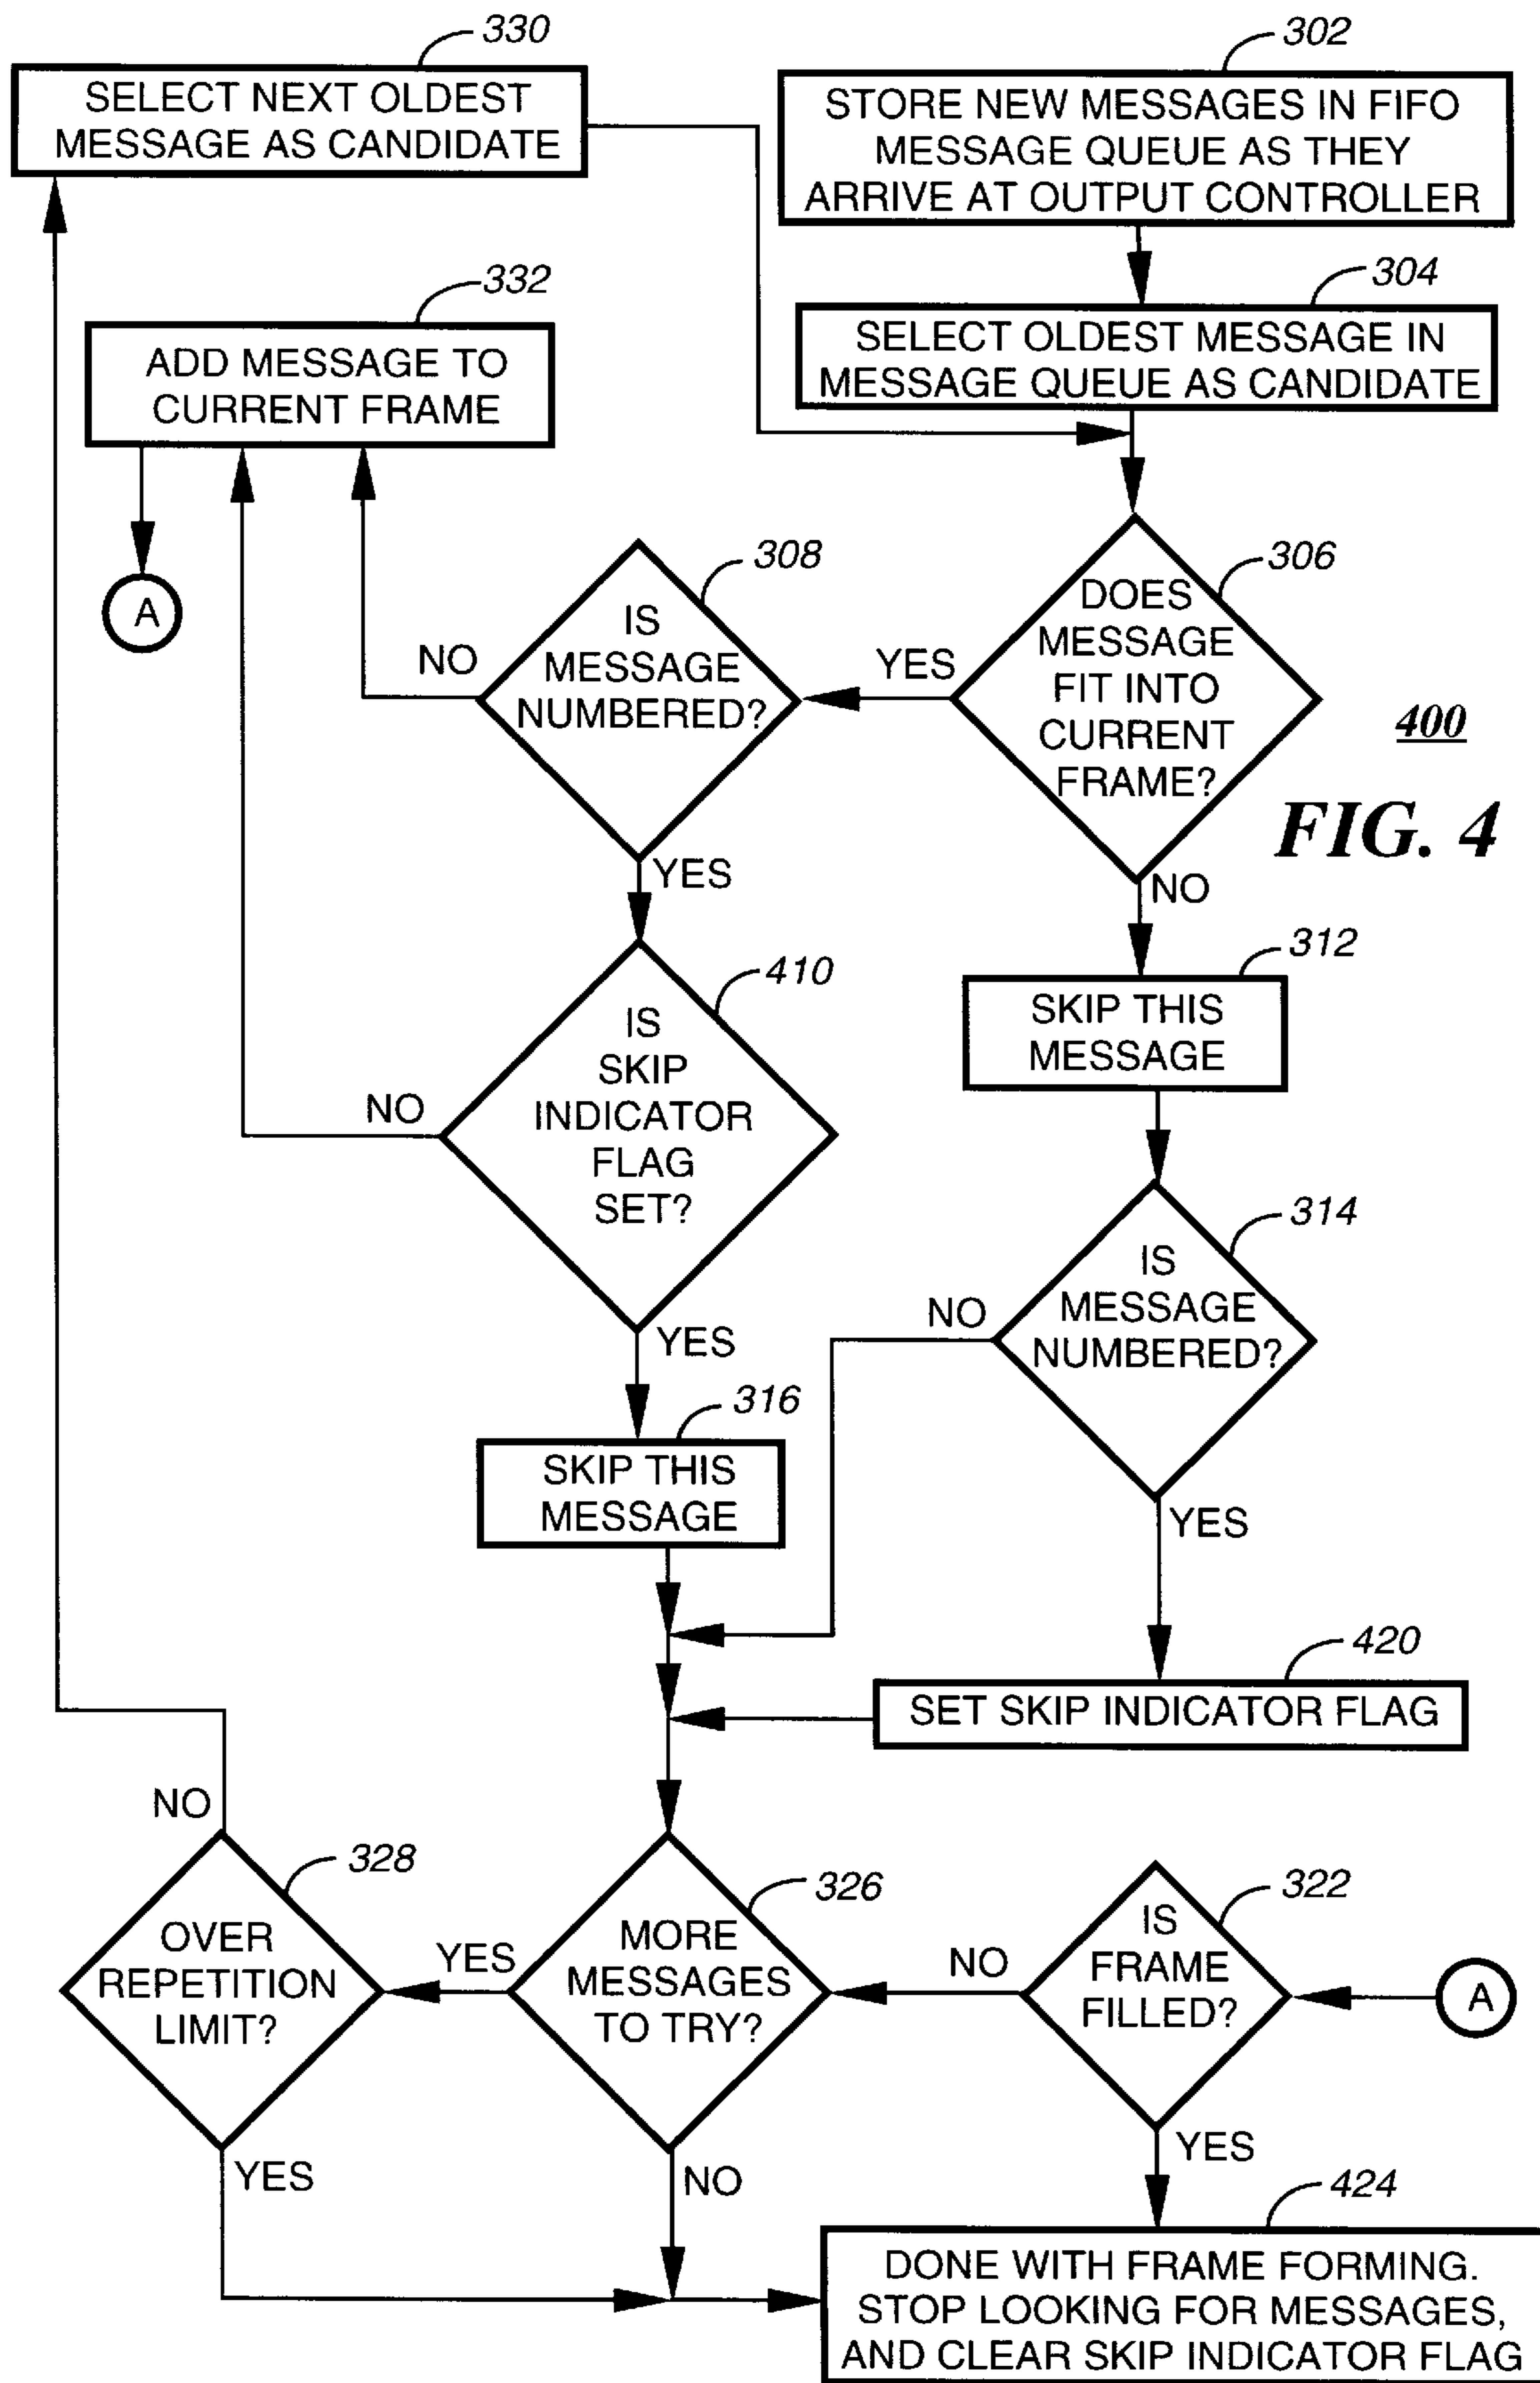 330
SELECT NEXT OLDEST
MESSAGE AS CANDIDATE
302
STORE NEW MESSAGES IN FIFO
MESSAGE QUEUE AS THEY
ARRIVE AT OUTPUT CONTROLLER
332
ADD MESSAGE TO
CURRENT FRAME
304
SELECT OLDEST MESSAGE IN
MESSAGE QUEUE AS CANDIDATE
A
308
IS
MESSAGE
NUMBERED?
NO
YES
306
DOES
MESSAGE
FIT INTO
CURRENT
FRAME?
YES
NO
400
FIG. 4
410
IS
SKIP
INDICATOR
FLAG
SET?
NO
YES
312
SKIP THIS
MESSAGE
314
IS
MESSAGE
NUMBERED?
NO
YES
316
SKIP THIS
MESSAGE
420
SET SKIP INDICATOR FLAG
NO
328
OVER
REPETITION
LIMIT?
YES
326
MORE
MESSAGES
TO TRY?
YES
NO
322
IS
FRAME
FILLED?
NO
YES
A
424
DONE WITH FRAME FORMING.
STOP LOOKING FOR MESSAGES,
AND CLEAR SKIP INDICATOR FLAG